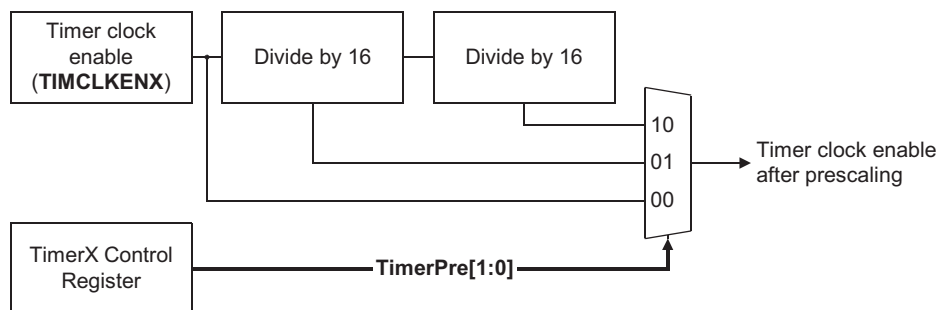 Timer clock
enable
(TIMCLKENX)
Divide by 16
Divide by 16
10
01
00
Timer clock enable
after prescaling
TimerX Control
Register
TimerPre[1:0]